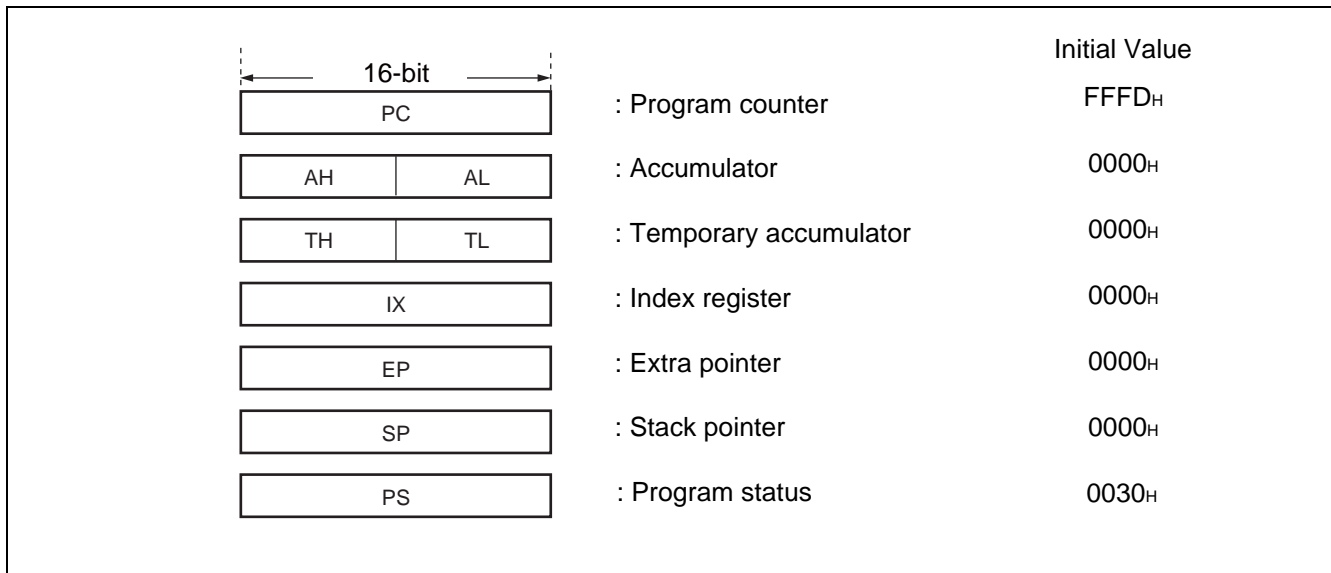 Initial Value
16-bit
PC : Program counter FFFDH
AH AL : Accumulator 0000H
TH TL : Temporary accumulator 0000H
IX : Index register 0000H
EP : Extra pointer 0000H
SP : Stack pointer 0000H
PS : Program status 0030H